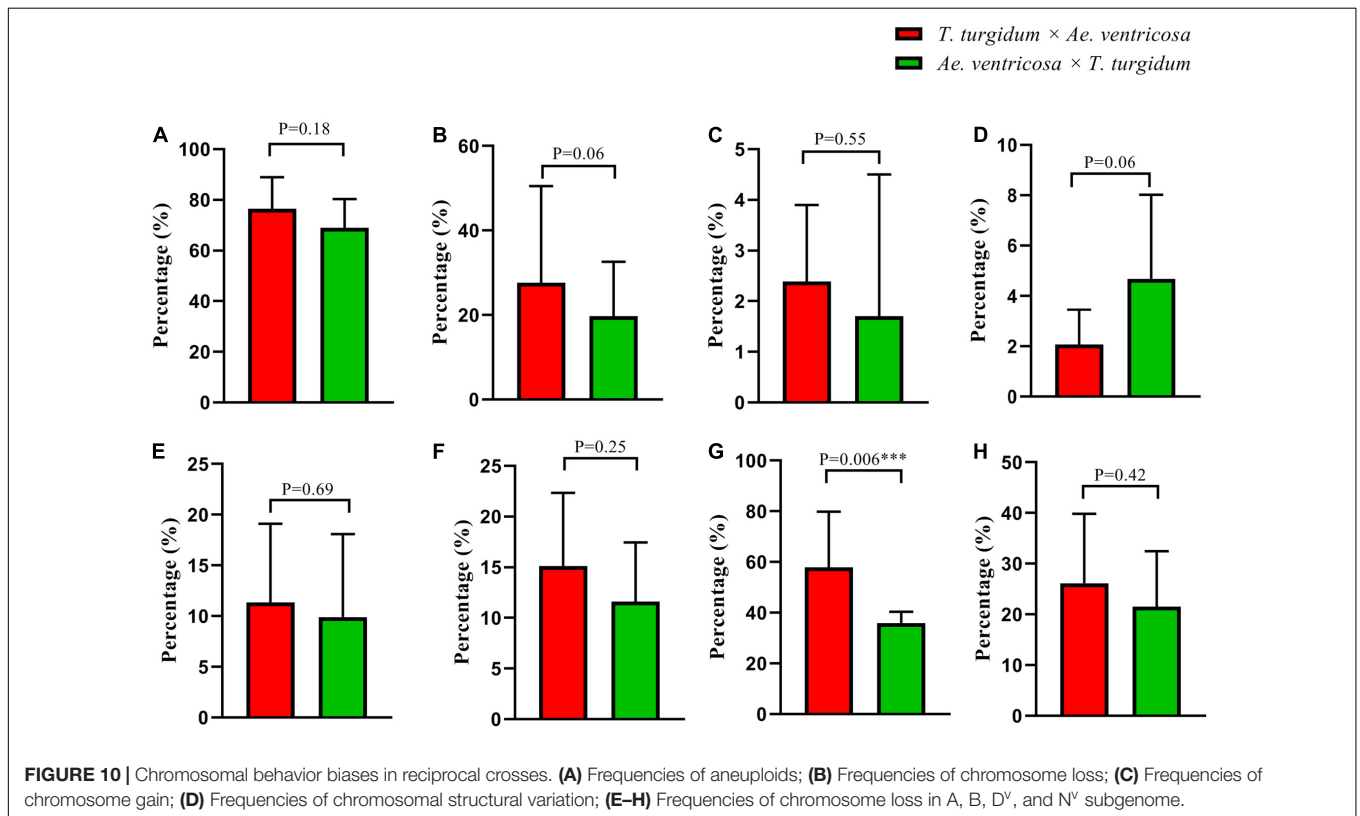 T. turgidum × Ae. ventricosa
Ae. ventricosa × T. turgidum
A
P=0.18
Percentage (%)
100
80
60
40
20
0
B
P=0.06
Percentage (%)
60
40
20
0
C
P=0.55
Percentage (%)
5
4
3
2
1
0
D
P=0.06
Percentage (%)
10
8
6
4
2
0
E
P=0.69
Percentage (%)
25
20
15
10
5
0
F
P=0.25
Percentage (%)
25
20
15
10
5
0
G
P=0.006***
Percentage (%)
100
80
60
40
20
0
H
P=0.42
Percentage (%)
50
40
30
20
10
0
FIGURE 10 | Chromosomal behavior biases in reciprocal crosses. (A) Frequencies of aneuploids; (B) Frequencies of chromosome loss; (C) Frequencies of
chromosome gain; (D) Frequencies of chromosomal structural variation; (E–H) Frequencies of chromosome loss in A, B, Dᵛ, and Nᵛ subgenome.